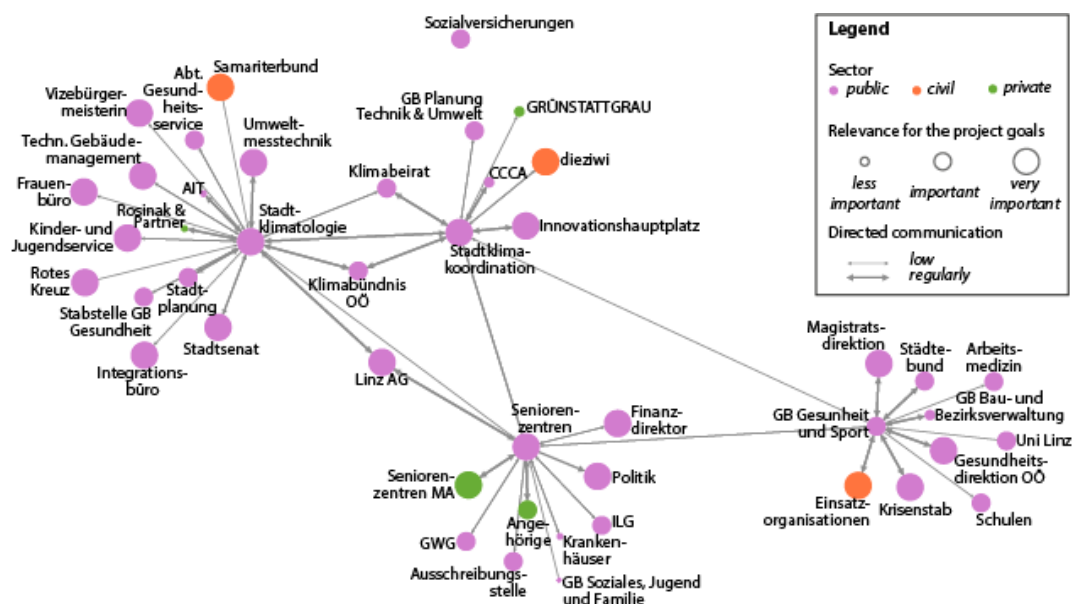 Sozialversicherungen
Abt.
Gesund-
heits-
service
Samariterbund
Vizebürger-
meisterin
Umwelt-
messtechnik
Techn. Gebäude-
management
GB Planung
Technik & Umwelt
GRÜNSTATTGRAU
dieziwi
CCCA
Klimabeirat
Frauen-
büro
AIT
Rosinak &
Partner
Stadt-
klimatologie
Kinder- und
Jugendservice
Innovationshauptplatz
Stadtklima-
koordination
Rotes
Kreuz
Stadt-
planung
Klimabündnis
OÖ
Stabstelle GB
Gesundheit
Stadtsenat
Integrations-
büro
Linz AG
Senioren-
zentren
Finanz-
direktor
Senioren-
zentren MA
Politik
Ange-
hörige
ILG
GWG
Kranken-
häuser
Ausschreibungs-
stelle
GB Soziales, Jugend
und Familie
Magistrats-
direktion
Städte-
bund
Arbeits-
medizin
GB Gesunheit
und Sport
GB Bau- und
Bezirksverwaltung
Uni Linz
Gesundheits-
direktion OÖ
Einsatz-
organisationen
Krisenstab
Schulen
Legend
Sector
public civil private
Relevance for the project goals
less
important
important
very
important
Directed communication
low
regularly